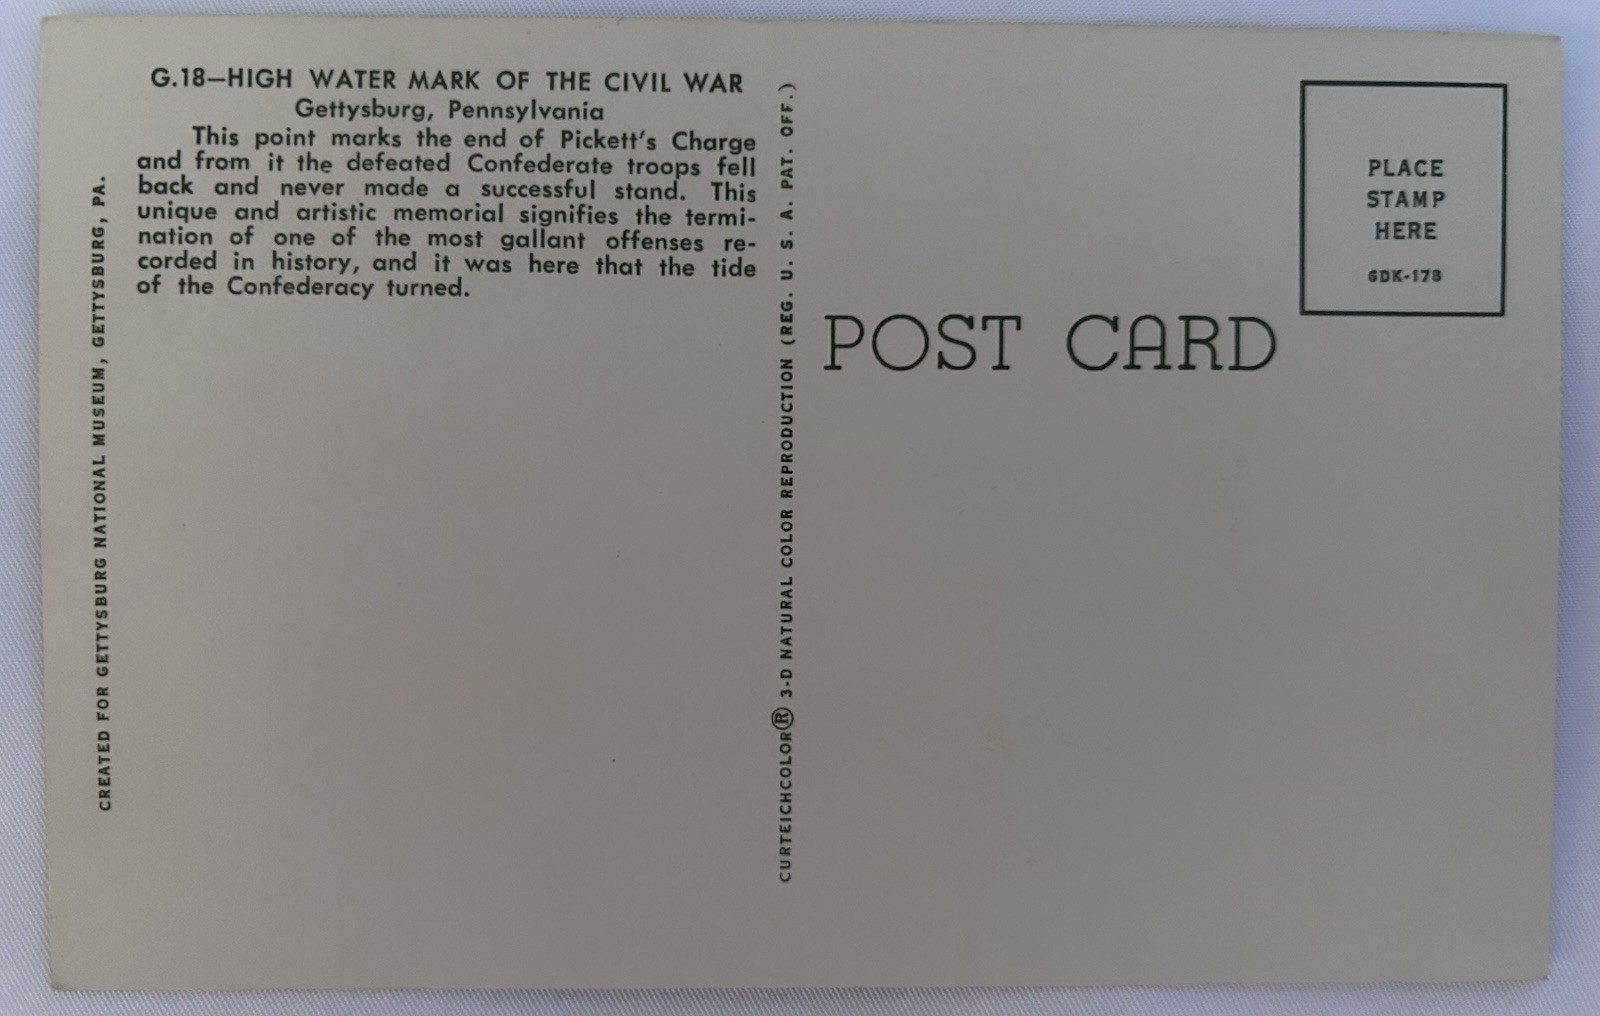 G.18—HIGH WATER MARK OF THE CIVIL WAR
Gettysburg, Pennsylvania
This point marks the end of Pickett's Charge
and from it the defeated Confederate troops fell
back and never made a successful stand. This
unique and artistic memorial signifies the termi-
nation of one of the most gallant offenses re-
corded in history, and it was here that the tide
of the Confederacy turned.
CREATED FOR GETTYSBURG NATIONAL MUSEUM, GETTYSBURG, PA.
CURTEICHCOLOR® 3-D NATURAL COLOR REPRODUCTION (REG. U. S. A. PAT. OFF.)
POST CARD
PLACE
STAMP
HERE
6DK-178